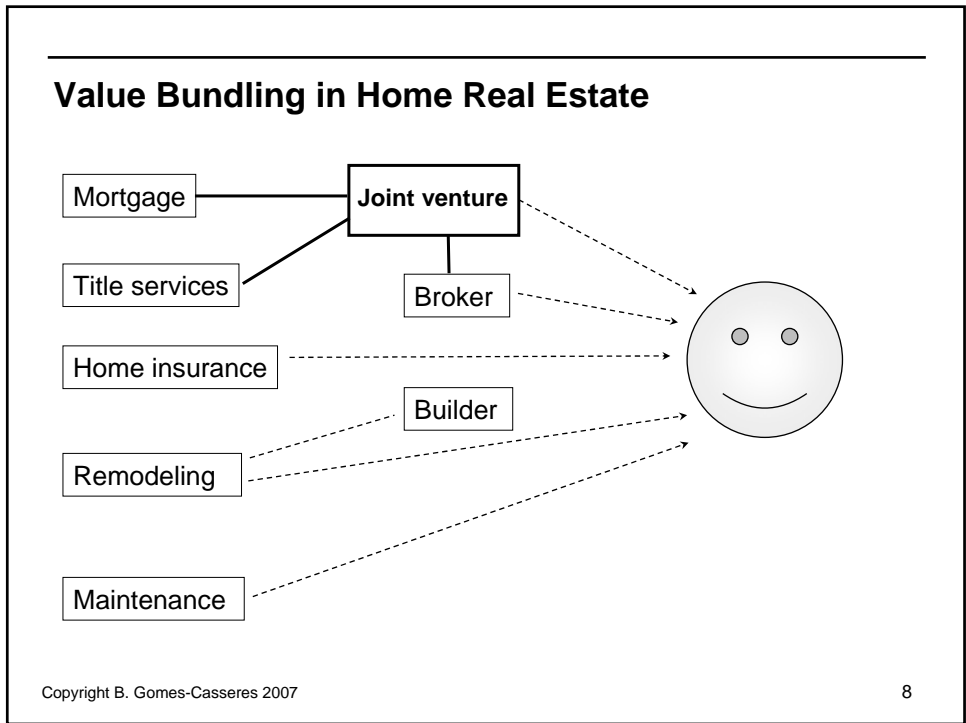 Value Bundling in Home Real Estate
Mortgage
Joint venture
Title services
Broker
Home insurance
Builder
Remodeling
Maintenance
Copyright B. Gomes-Casseres 2007
8